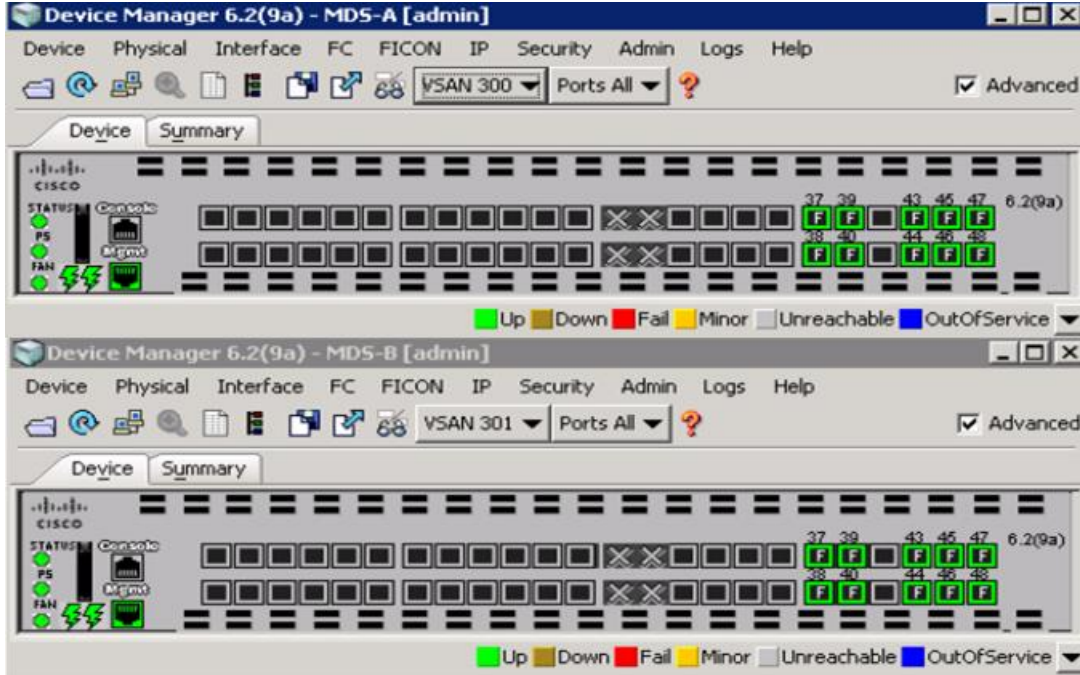 Device Manager 6.2(9a) - MDS-A [admin]
Device Physical Interface FC FICON IP Security Admin Logs Help
VSAN 300 Ports All Advanced
Device Summary
CISCO
STATUS Console
37 39 43 45 47 6.2(9a)
F F F F F
PS
Mgmt
38 40 44 46 48
FAN
F F F F F
Up Down Fail Minor Unreachable OutOfService
Device Manager 6.2(9a) - MDS-B [admin]
Device Physical Interface FC FICON IP Security Admin Logs Help
VSAN 301 Ports All Advanced
Device Summary
CISCO
STATUS Console
37 39 43 45 47 6.2(9a)
F F F F F
PS
Mgmt
38 40 44 46 48
FAN
F F F F F
Up Down Fail Minor Unreachable OutOfService